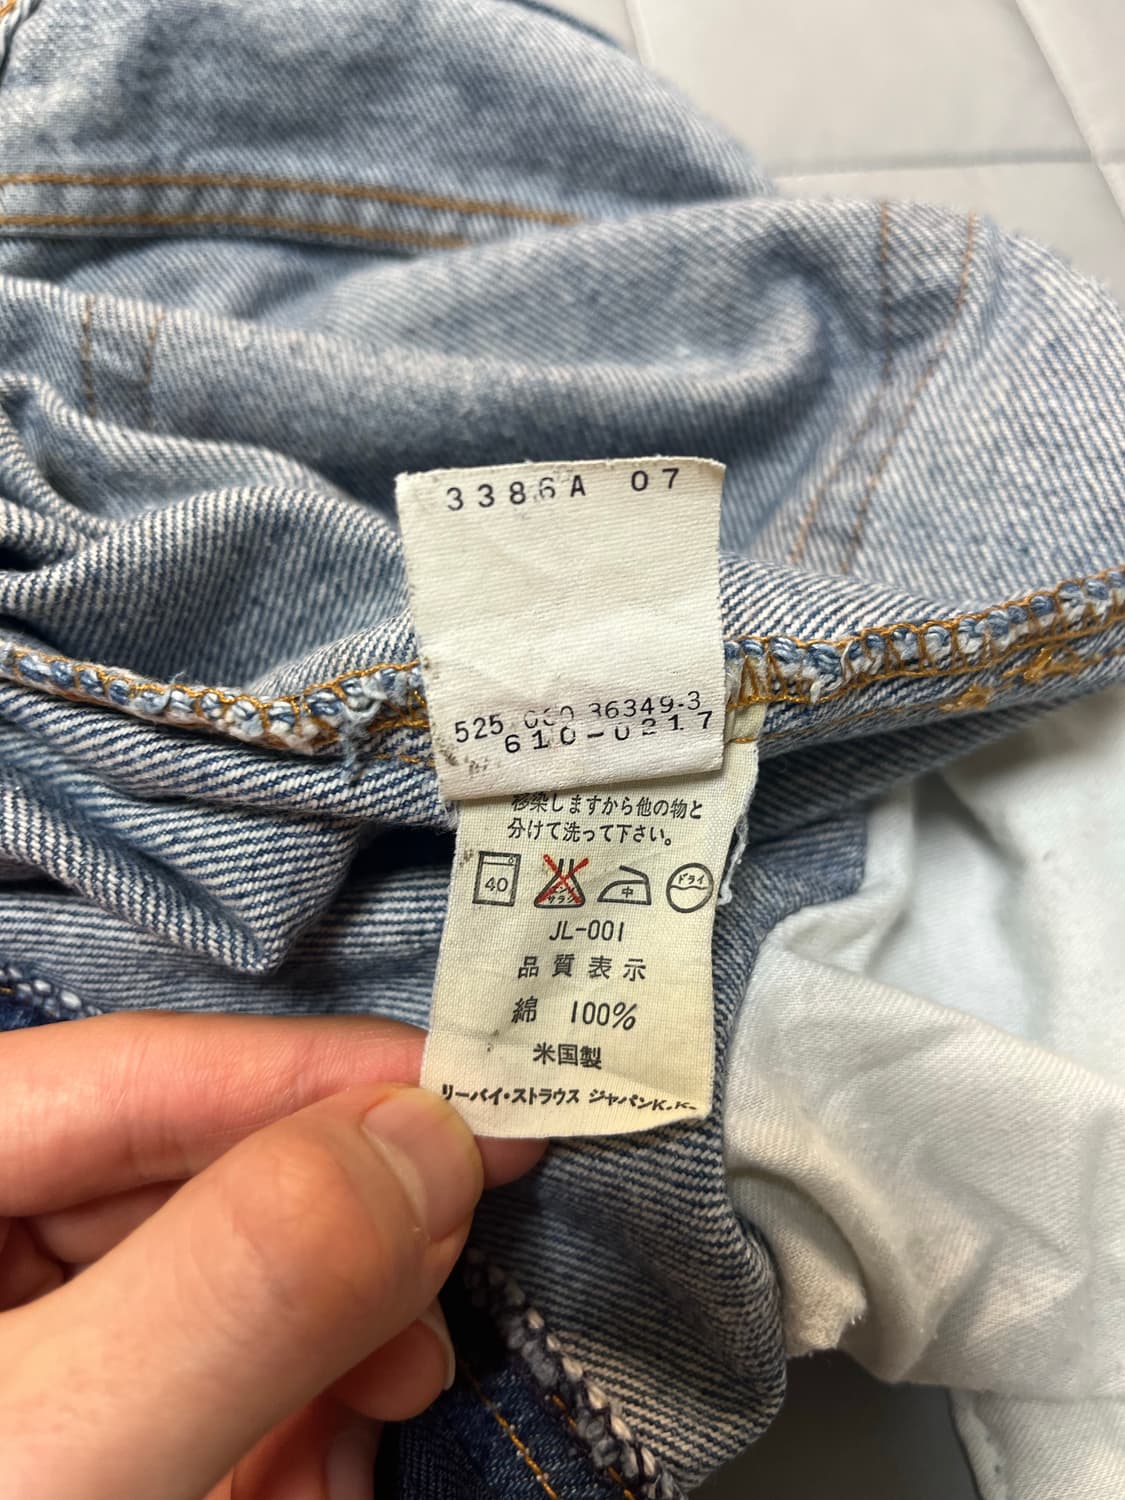 3386A 07
525 36349-3
610-0217
移染しますから他の物と
分けて洗って下さい。
40 中 ドライ
JL-001
品質表示
綿 100%
米国製
リーバイ・ストラウス ジャパンK.K.